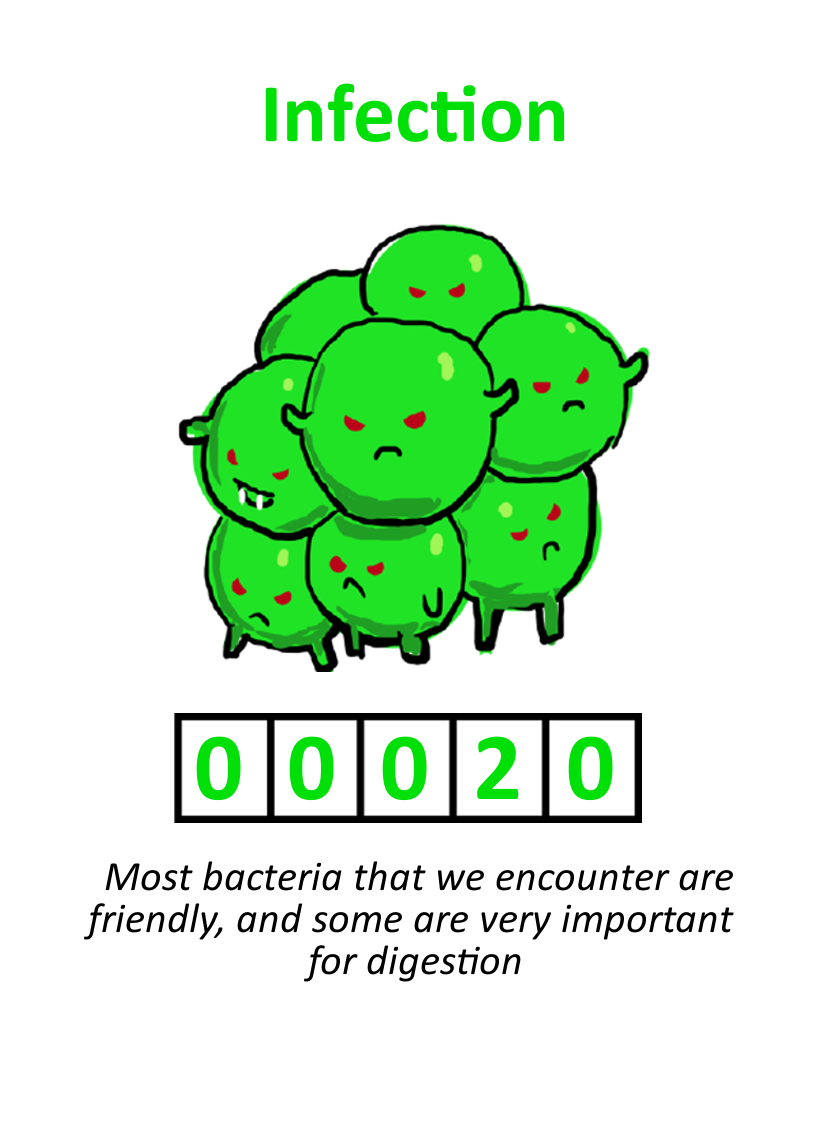 Infection
0 0 0 2 0
Most bacteria that we encounter are
friendly, and some are very important
for digestion